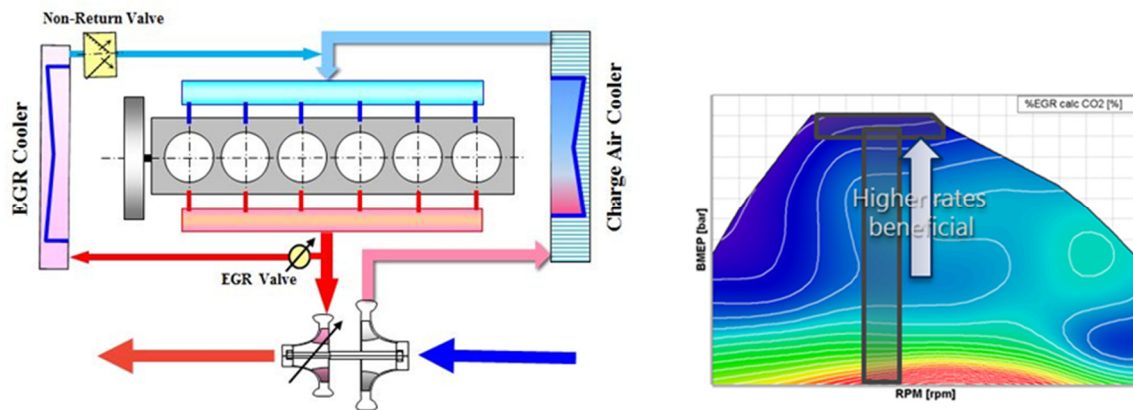 Non-Return Valve
EGR Cooler
Charge Air Cooler
EGR Valve
%EGR calc CO2 [%]
Higher rates
beneficial
BMEP [bar]
RPM [rpm]